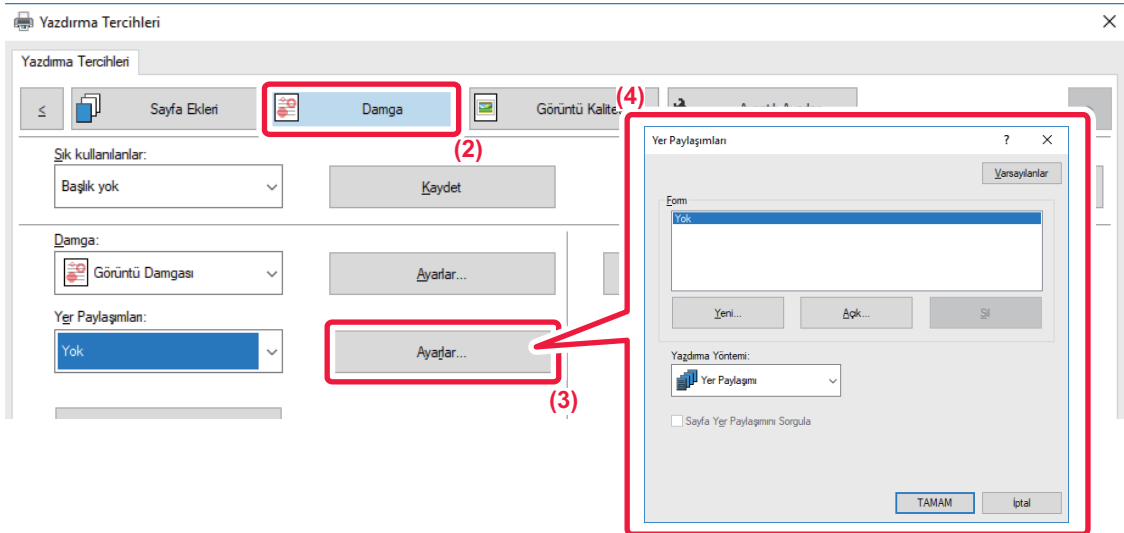 Yazdırma Tercihleri
Yazdırma Tercihleri
≤ Sayfa Ekleri Damga Görüntü Kalite
(4)
(2)
Sık kullanılanlar:
Başlık yok Kaydet
Damga:
Görüntü Damgası Ayarlar...
Yer Paylaşımları:
Yok Ayarlar...
(3)
Yer Paylaşımları ?
Varsayılanlar
Form
Yok
Yeni... Açık... Sil
Yazdırma Yöntemi:
Yer Paylaşımı
Sayfa Yer Paylaşımını Sorgula
TAMAM İptal